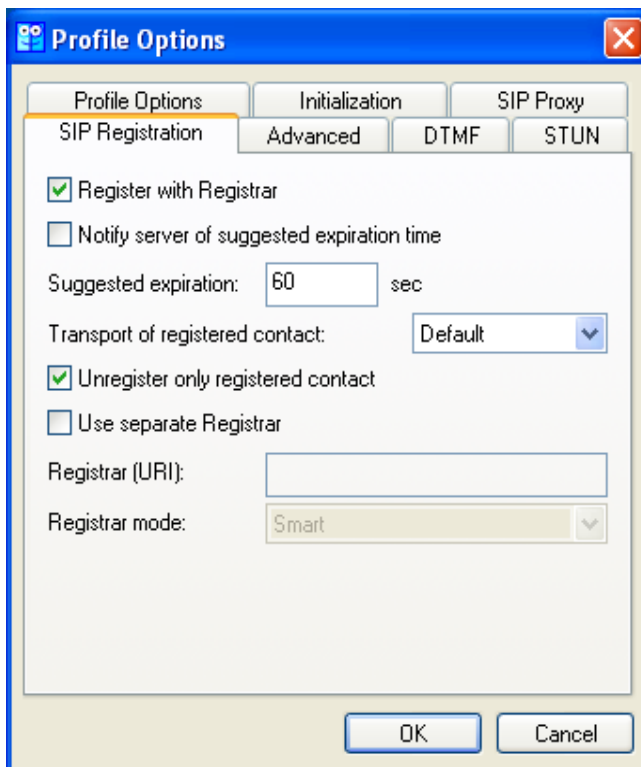 Profile Options
Profile Options Initialization SIP Proxy
SIP Registration Advanced DTMF STUN
Register with Registrar
Notify server of suggested expiration time
Suggested expiration: 60 sec
Transport of registered contact: Default
Unregister only registered contact
Use separate Registrar
Registrar (URI):
Registrar mode: Smart
OK Cancel